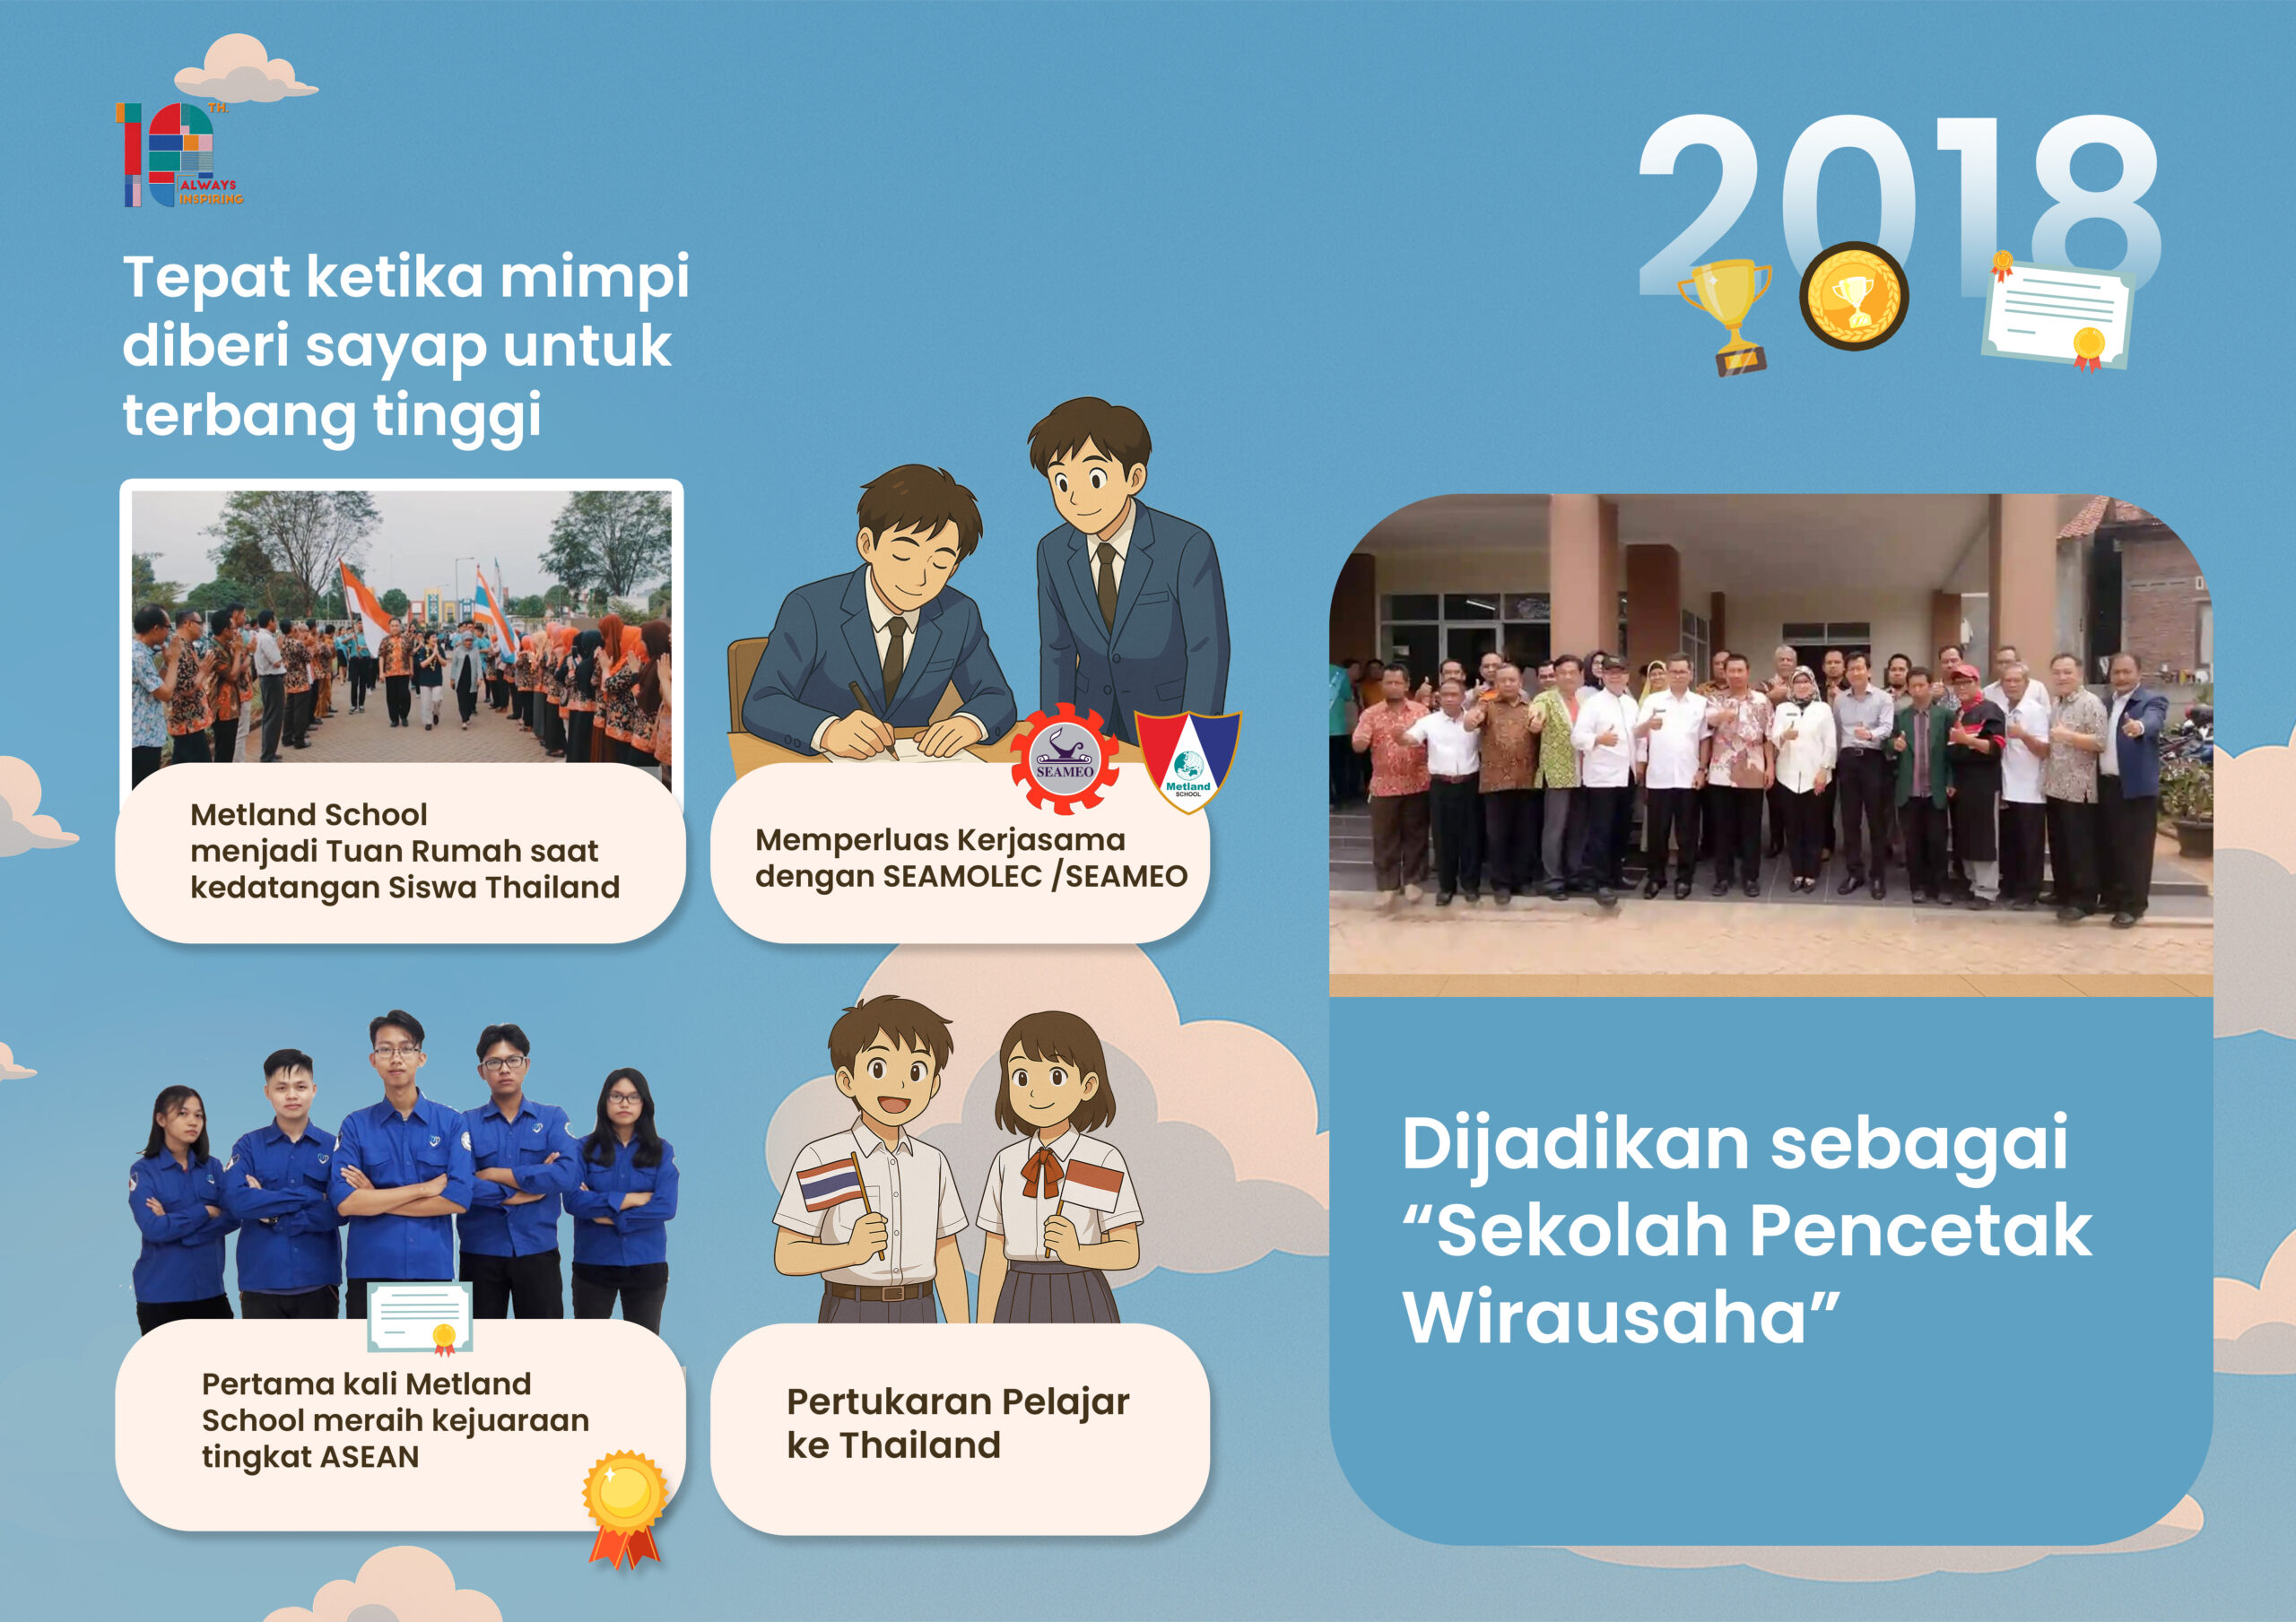 10TH.
ALWAYS
INSPIRING
Tepat ketika mimpi
diberi sayap untuk
terbang tinggi
2018
Metland School
menjadi Tuan Rumah saat
kedatangan Siswa Thailand
SEAMEO
Metland
SCHOOL
Memperluas Kerjasama
dengan SEAMOLEC /SEAMEO
Pertama kali Metland
School meraih kejuaraan
tingkat ASEAN
Pertukaran Pelajar
ke Thailand
Dijadikan sebagai
“Sekolah Pencetak
Wirausaha”